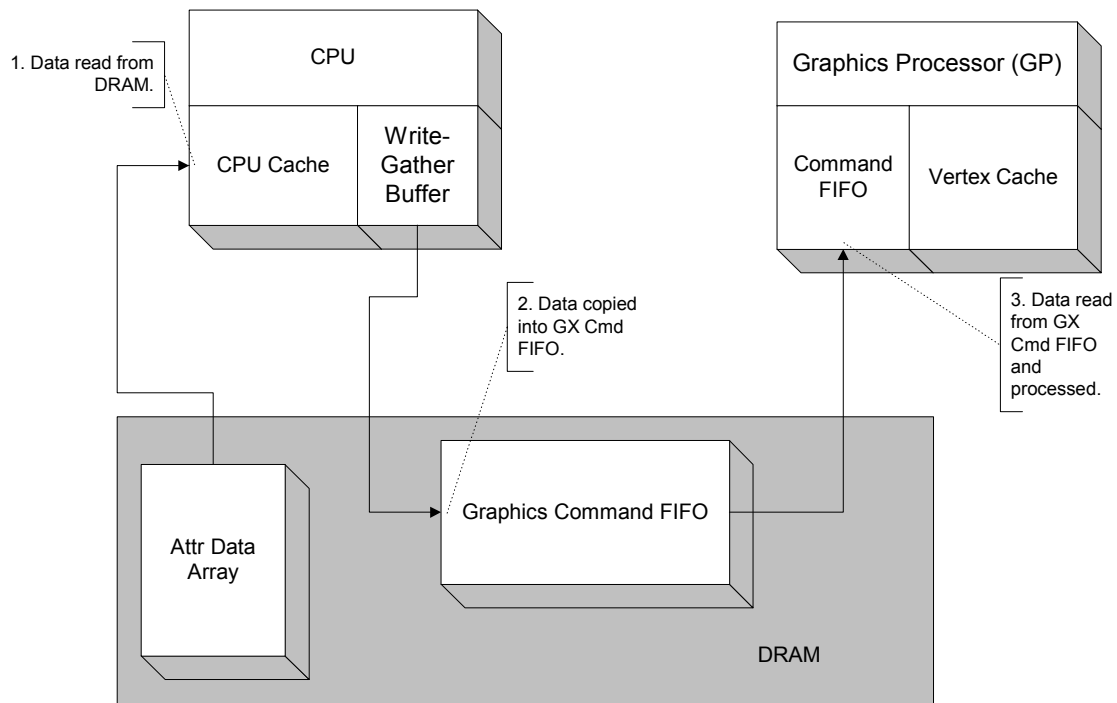 CPU
Graphics Processor (GP)
1. Data read from
DRAM.
CPU Cache
Write-
Gather
Buffer
Command
FIFO
Vertex Cache
2. Data copied
into GX Cmd
FIFO.
3. Data read
from GX
Cmd FIFO
and
processed.
Graphics Command FIFO
Attr Data
Array
DRAM